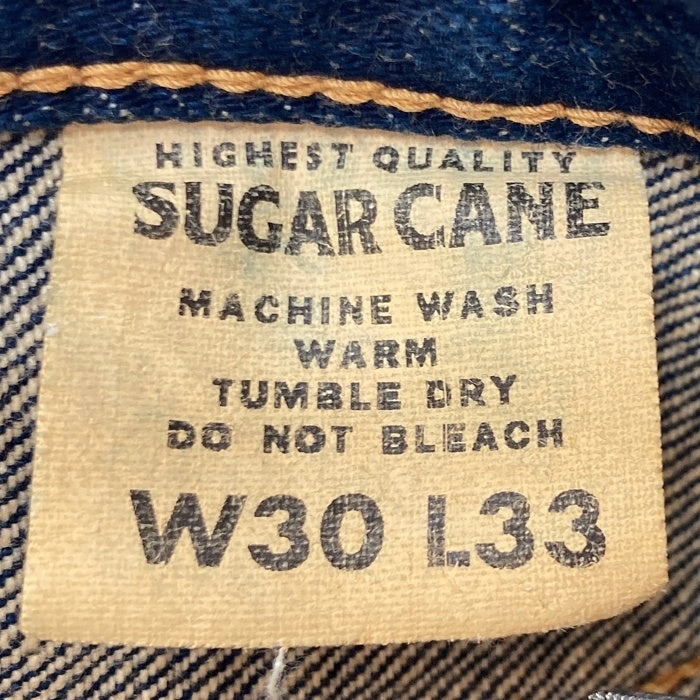 HIGHEST QUALITY
SUGAR CANE
MACHINE WASH
WARM
TUMBLE DRY
DO NOT BLEACH
W30 L33